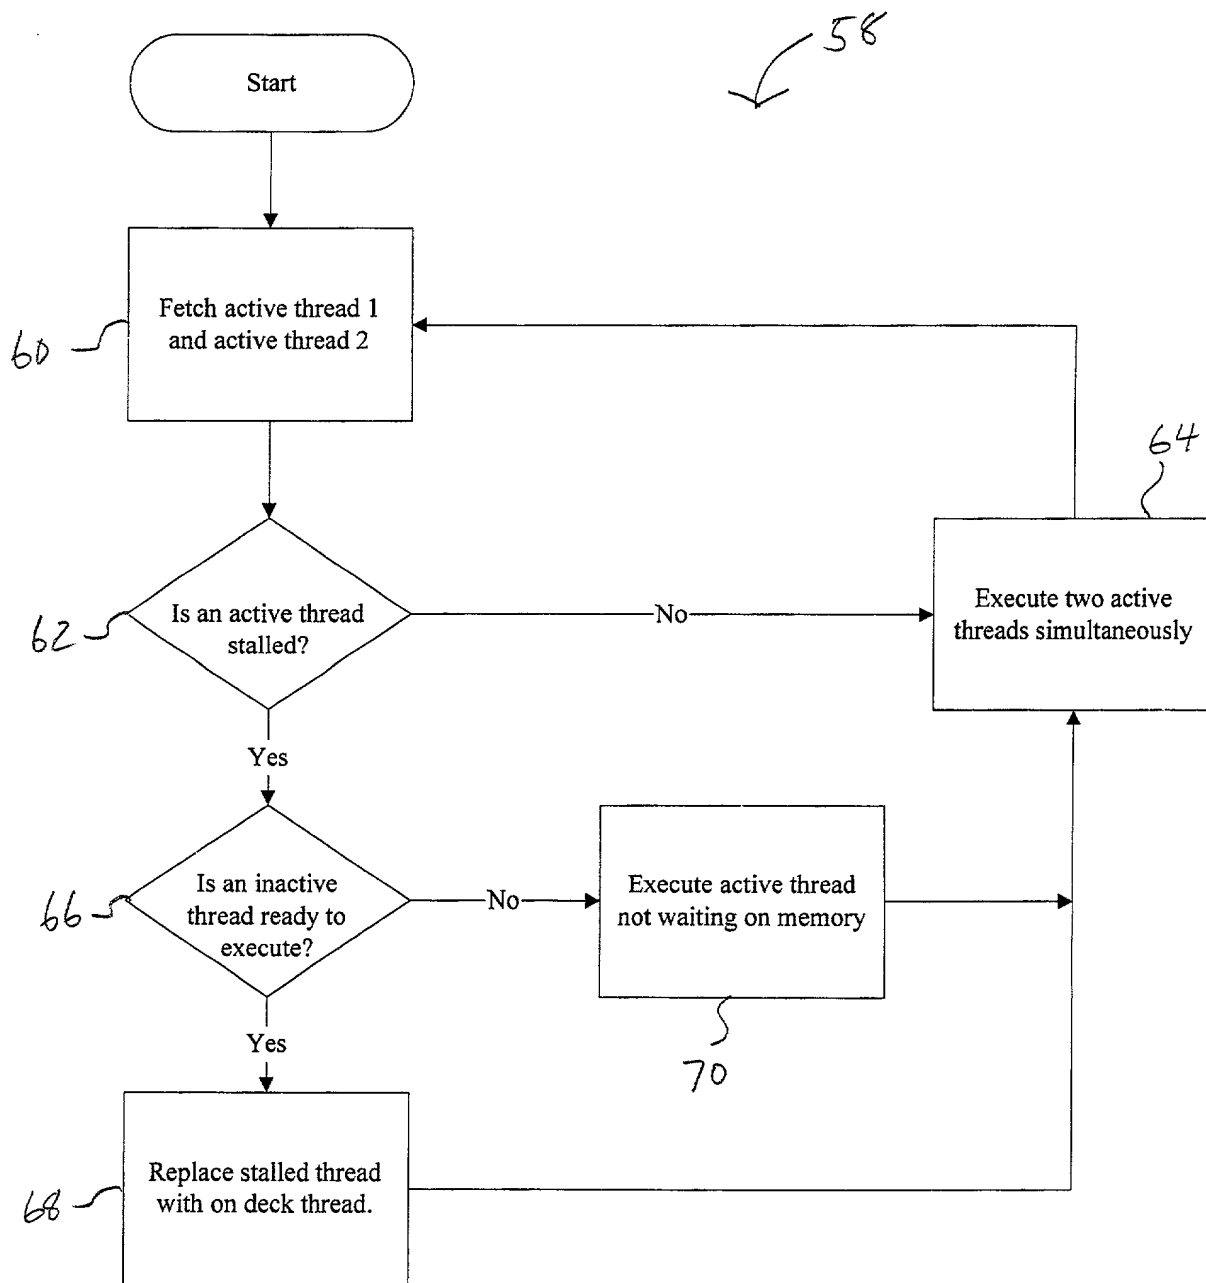 58
Start
Fetch active thread 1
and active thread 2
60
64
Is an active thread
stalled?
62
No
Execute two active
threads simultaneously
Yes
Is an inactive
thread ready to
execute?
66
No
Execute active thread
not waiting on memory
70
Yes
Replace stalled thread
with on deck thread.
68